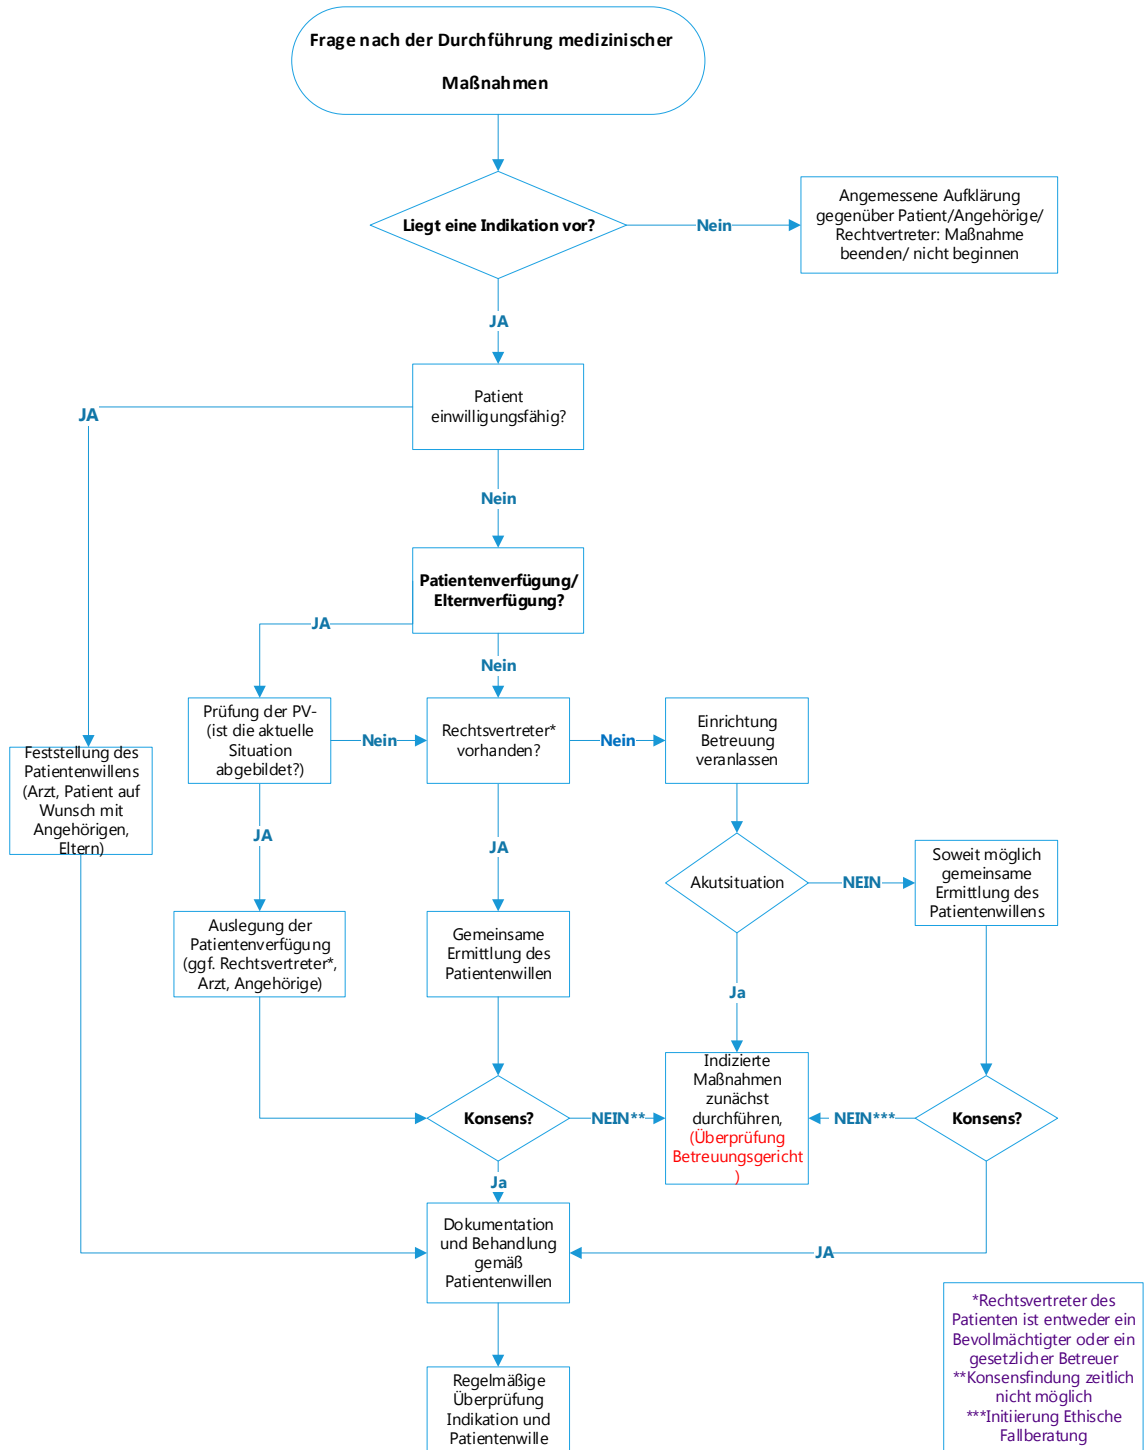 Frage nach der Durchführung medizinischer
Maßnahmen
Liegt eine Indikation vor?
Nein
Angemessene Aufklärung
gegenüber Patient/Angehörige/
Rechtvertreter: Maßnahme
beenden/ nicht beginnen
JA
Patient
einwilligungsfähig?
JA
Nein
Patientenverfügung/
Elternverfügung?
JA
Nein
Prüfung der PV-
(ist die aktuelle
Situation
abgebildet?)
Nein
Rechtsvertreter*
vorhanden?
Nein
Einrichtung
Betreuung
veranlassen
Feststellung des
Patientenwillens
(Arzt, Patient auf
Wunsch mit
Angehörigen,
Eltern)
JA
JA
Akutsituation
NEIN
Soweit möglich
gemeinsame
Ermittlung des
Patientenwillens
Auslegung der
Patientenverfügung
(ggf. Rechtsvertreter*,
Arzt, Angehörige)
Gemeinsame
Ermittlung des
Patientenwillen
Ja
Konsens?
NEIN**
Indizierte
Maßnahmen
zunächst
durchführen,
(Überprüfung
Betreuungsgericht
)
NEIN***
Konsens?
Ja
Dokumentation
und Behandlung
gemäß
Patientenwillen
JA
Regelmäßige
Überprüfung
Indikation und
Patientenwille
*Rechtsvertreter des
Patienten ist entweder ein
Bevollmächtigter oder ein
gesetzlicher Betreuer
**Konsensfindung zeitlich
nicht möglich
***Initiierung Ethische
Fallberatung